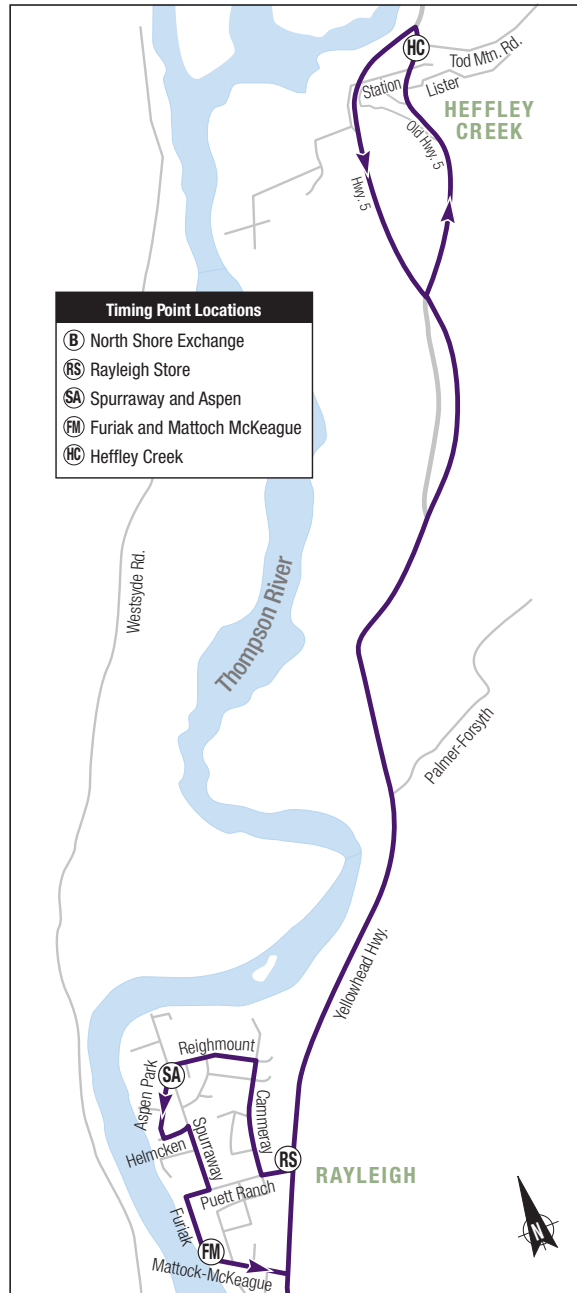 HC
Tod Mtn. Rd.
Station
Lister
HEFFLEY
CREEK
Old Hwy. 5
Hwy. 5
Timing Point Locations
B North Shore Exchange
RS Rayleigh Store
SA Spurraway and Aspen
FM Furiak and Mattoch McKeague
HC Heffley Creek
Westsyde Rd.
Thompson River
Palmer-Forsyth
Yellowhead Hwy.
Reighmount
SA
Aspen Park
Cammeray
Spurraway
Helmcken
RS
RAYLEIGH
Puett Ranch
Furiak
FM
Mattock-McKeague
N